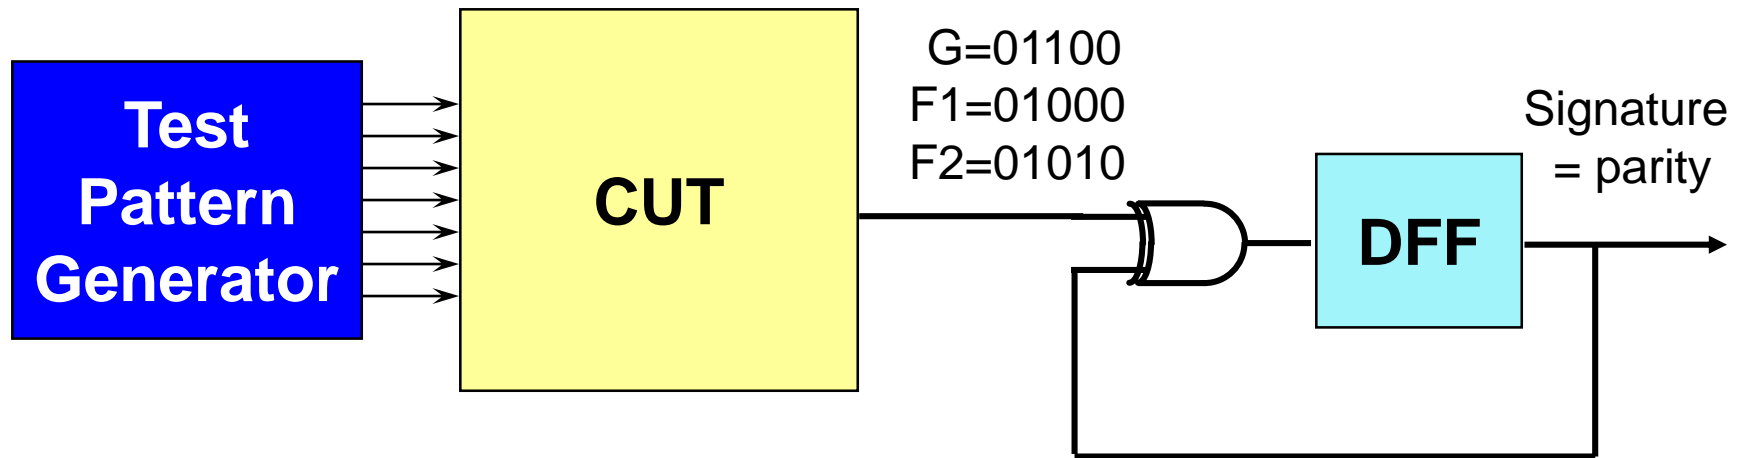 Test
Pattern
Generator
CUT
G=01100
F1=01000
F2=01010
DFF
Signature
= parity